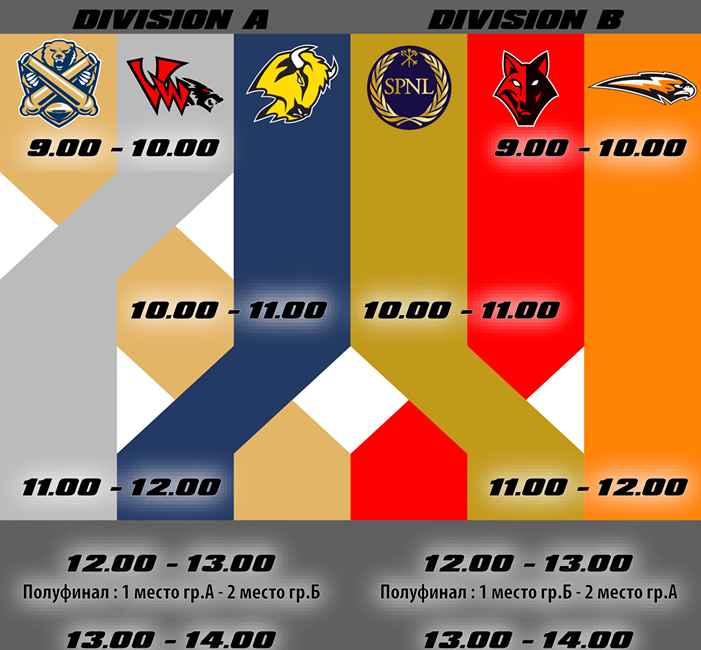 DIVISION A DIVISION B
SPNL
9.00 - 10.00 9.00 - 10.00
10.00 - 11.00 10.00 - 11.00
11.00 - 12.00 11.00 - 12.00
12.00 - 13.00 12.00 - 13.00
Полуфинал : 1 место гр.А - 2 место гр.Б Полуфинал : 1 место гр.Б - 2 место гр.А
13.00 - 14.00 13.00 - 14.00